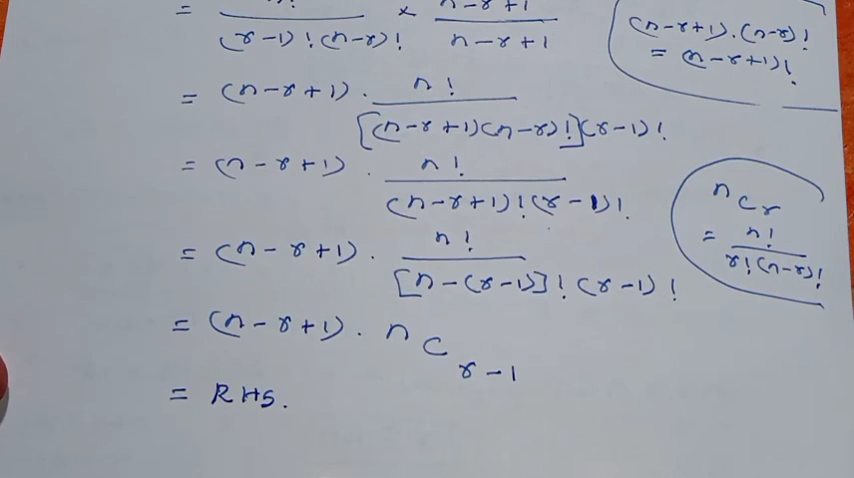 = n! / (r-1)!(n-r)! × n-r+1 / n-r+1
(n-r+1).(n-r)!
= (n-r+1)!
= (n-r+1) . n! / [(n-r+1)(n-r)!](r-1)!
= (n-r+1) . n! / (n-r+1)!(r-1)!
nCr
= n! / r!(n-r)!
= (n-r+1) . n! / [n-(r-1)]!(r-1)!
= (n-r+1) . nCr-1
= RHS.